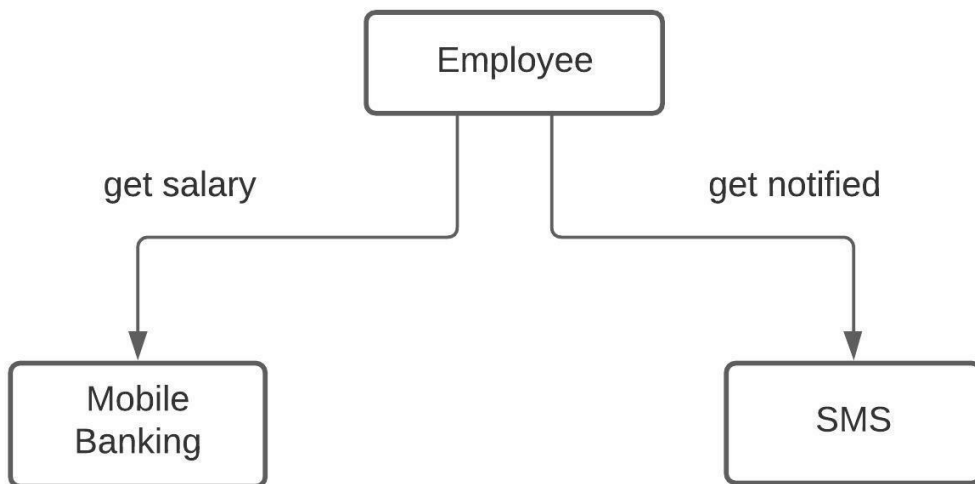 Employee
get salary
get notified
Mobile
Banking
SMS